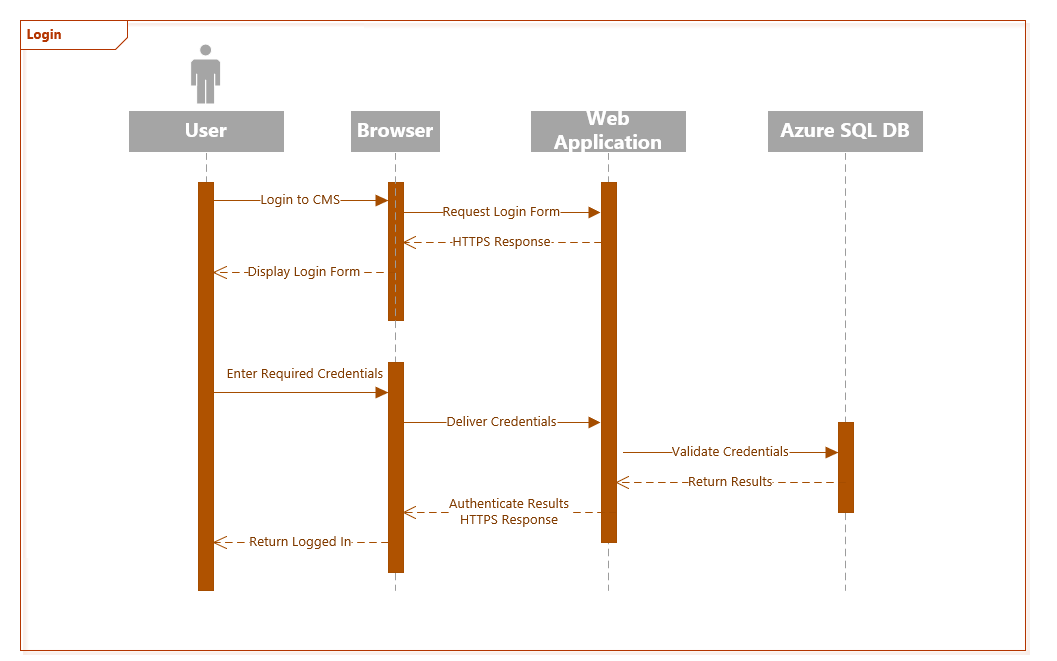 Login
User
Browser
Web
Application
Azure SQL DB
Login to CMS
Request Login Form
HTTPS Response
Display Login Form
Enter Required Credentials
Deliver Credentials
Validate Credentials
Return Results
Authenticate Results
HTTPS Response
Return Logged In